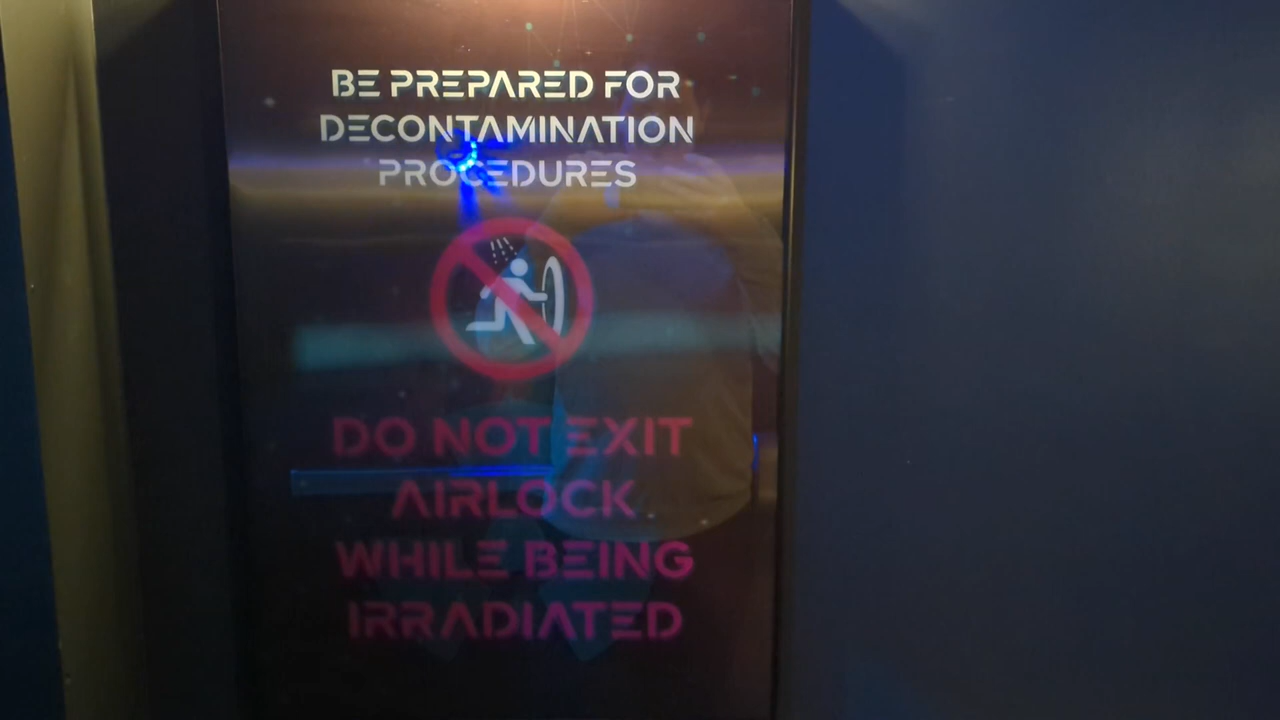 BE PREPARED FOR
DECONTAMINATION
PROCEDURES
DO NOT EXIT
AIRLOCK
WHILE BEING
IRRADIATED